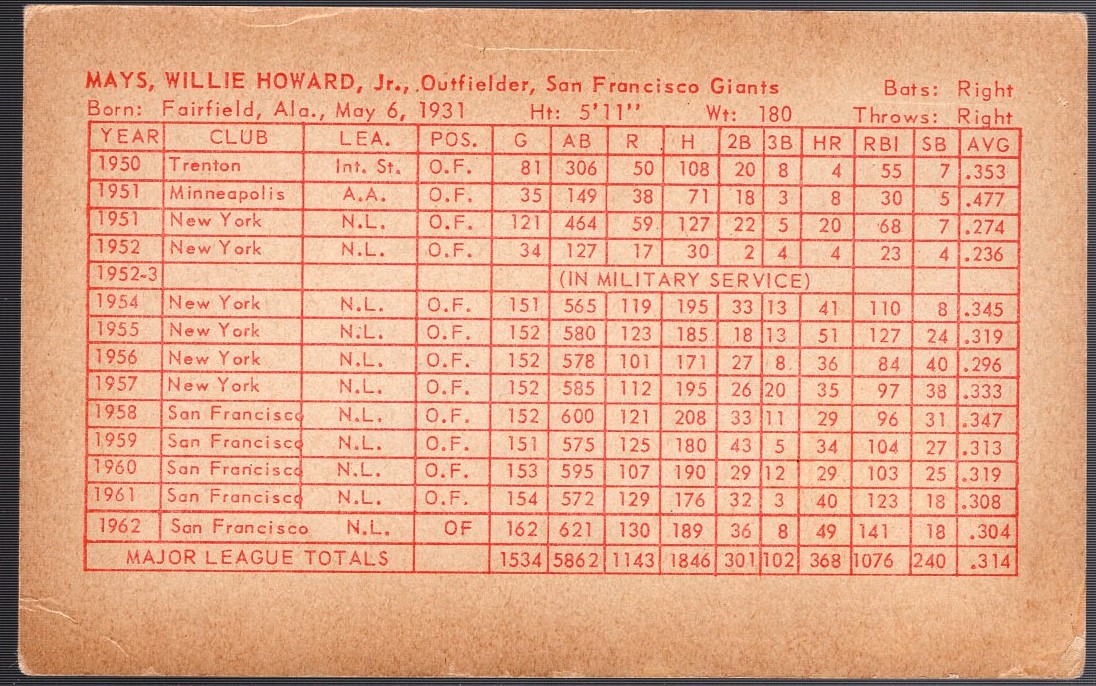 MAYS, WILLIE HOWARD, Jr., Outfielder, San Francisco Giants Bats: Right
Born: Fairfield, Ala., May 6, 1931 Ht: 5'11" Wt: 180 Throws: Right
YEAR CLUB LEA. POS. G AB R H 2B 3B HR RBI SB AVG
1950 Trenton Int. St. O.F. 81 306 50 108 20 8 4 55 7 .353
1951 Minneapolis A.A. O.F. 35 149 38 71 18 3 8 30 5 .477
1951 New York N.L. O.F. 121 464 59 127 22 5 20 68 7 .274
1952 New York N.L. O.F. 34 127 17 30 2 4 4 23 4 .236
1952-3 (IN MILITARY SERVICE)
1954 New York N.L. O.F. 151 565 119 195 33 13 41 110 8 .345
1955 New York N.L. O.F. 152 580 123 185 18 13 51 127 24 .319
1956 New York N.L. O.F. 152 578 101 171 27 8 36 84 40 .296
1957 New York N.L. O.F. 152 585 112 195 26 20 35 97 38 .333
1958 San Francisco N.L. O.F. 152 600 121 208 33 11 29 96 31 .347
1959 San Francisco N.L. O.F. 151 575 125 180 43 5 34 104 27 .313
1960 San Francisco N.L. O.F. 153 595 107 190 29 12 29 103 25 .319
1961 San Francisco N.L. O.F. 154 572 129 176 32 3 40 123 18 .308
1962 San Francisco N.L. OF 162 621 130 189 36 8 49 141 18 .304
MAJOR LEAGUE TOTALS 1534 5862 1143 1846 301 102 368 1076 240 .314